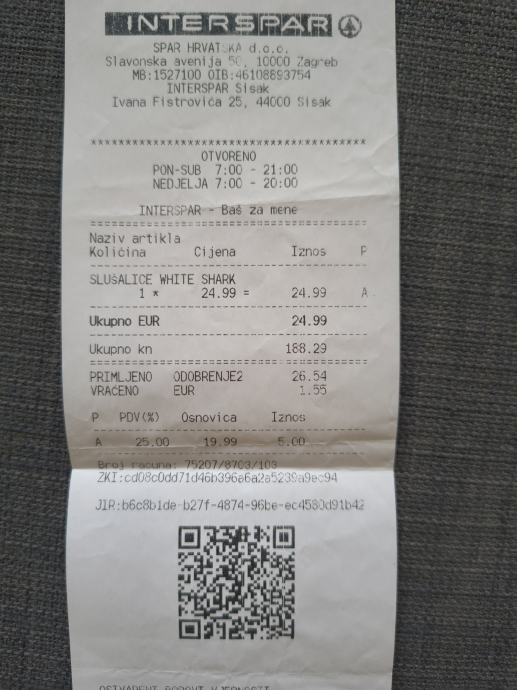 INTERSPAR
SPAR HRVATSKA d.o.o.
Slavonska avenija 50, 10000 Zagreb
MB:1527100 OIB:46108893754
INTERSPAR Sisak
Ivana Fistrovića 25, 44000 Sisak
****************************************
OTVORENO
PON-SUB 7:00 - 21:00
NEDJELJA 7:00 - 20:00
INTERSPAR - Baš za mene
Naziv artikla
Količina Cijena Iznos P
SLUŠALICE WHITE SHARK
1 * 24.99 = 24.99 A
Ukupno EUR 24.99
Ukupno kn 188.29
PRIMLJENO ODOBRENJE2 26.54
VRAĆENO EUR 1.55
P PDV(%) Osnovica Iznos
A 25.00 19.99 5.00
Broj računa: 75207/8703/103
ZKI:cd08c0dd71d46b396a6a2a5239a9ec94
JIR:b6c8b1de-b27f-4874-96be-ec4580d91b42